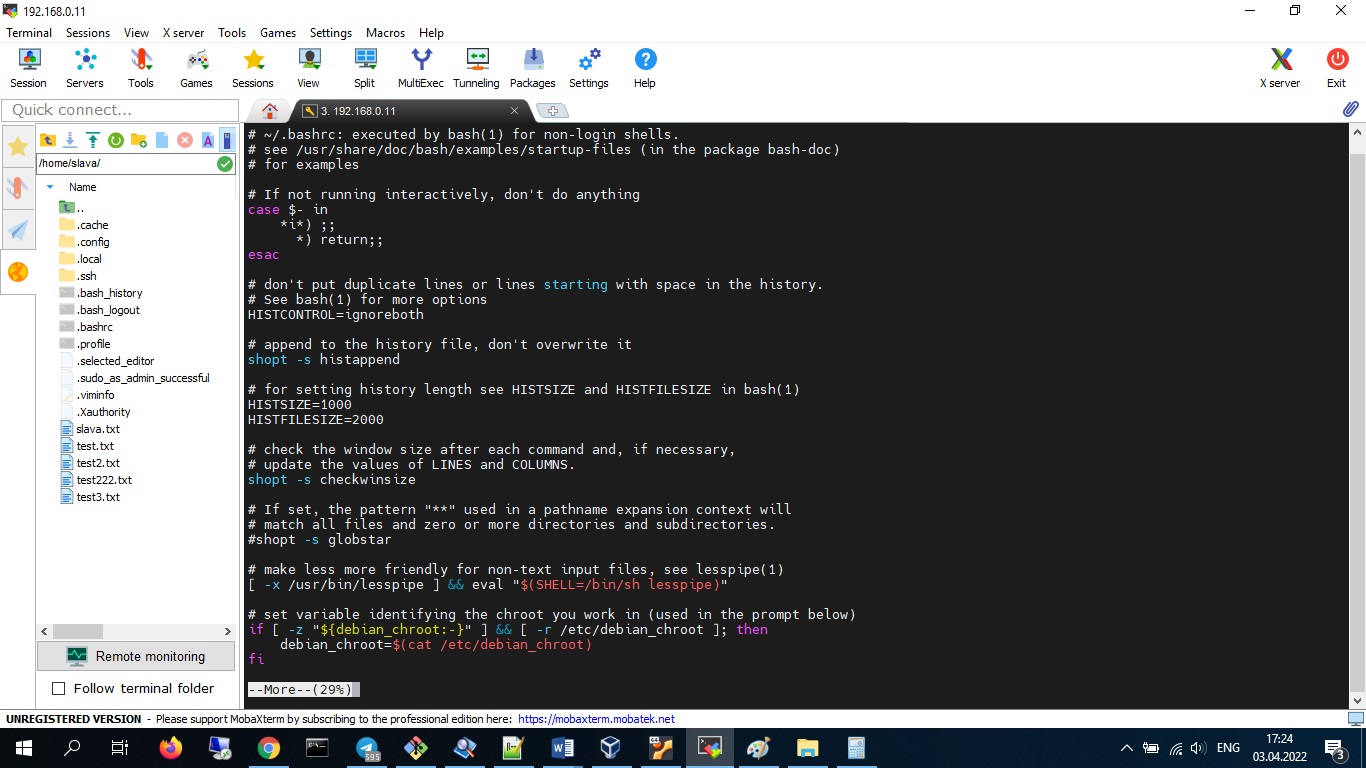 192.168.0.11
Terminal Sessions View X server Tools Games Settings Macros Help
Session Servers Tools Games Sessions View Split MultiExec Tunneling Packages Settings Help X server Exit
Quick connect...
3. 192.168.0.11
/home/slava/
Name
..
.cache
.config
.local
.ssh
.bash_history
.bash_logout
.bashrc
.profile
.selected_editor
.sudo_as_admin_successful
.viminfo
.Xauthority
slava.txt
test.txt
test2.txt
test222.txt
test3.txt
Remote monitoring
Follow terminal folder
# ~/.bashrc: executed by bash(1) for non-login shells.
# see /usr/share/doc/bash/examples/startup-files (in the package bash-doc)
# for examples
# If not running interactively, don't do anything
case $- in
    *i*) ;;
      *) return;;
esac
# don't put duplicate lines or lines starting with space in the history.
# See bash(1) for more options
HISTCONTROL=ignoreboth
# append to the history file, don't overwrite it
shopt -s histappend
# for setting history length see HISTSIZE and HISTFILESIZE in bash(1)
HISTSIZE=1000
HISTFILESIZE=2000
# check the window size after each command and, if necessary,
# update the values of LINES and COLUMNS.
shopt -s checkwinsize
# If set, the pattern "**" used in a pathname expansion context will
# match all files and zero or more directories and subdirectories.
#shopt -s globstar
# make less more friendly for non-text input files, see lesspipe(1)
[ -x /usr/bin/lesspipe ] && eval "$(SHELL=/bin/sh lesspipe)"
# set variable identifying the chroot you work in (used in the prompt below)
if [ -z "${debian_chroot:-}" ] && [ -r /etc/debian_chroot ]; then
    debian_chroot=$(cat /etc/debian_chroot)
fi
--More--(29%)
UNREGISTERED VERSION - Please support MobaXterm by subscribing to the professional edition here: https://mobaxterm.mobatek.net
595
64
ENG
17:24
03.04.2022
3